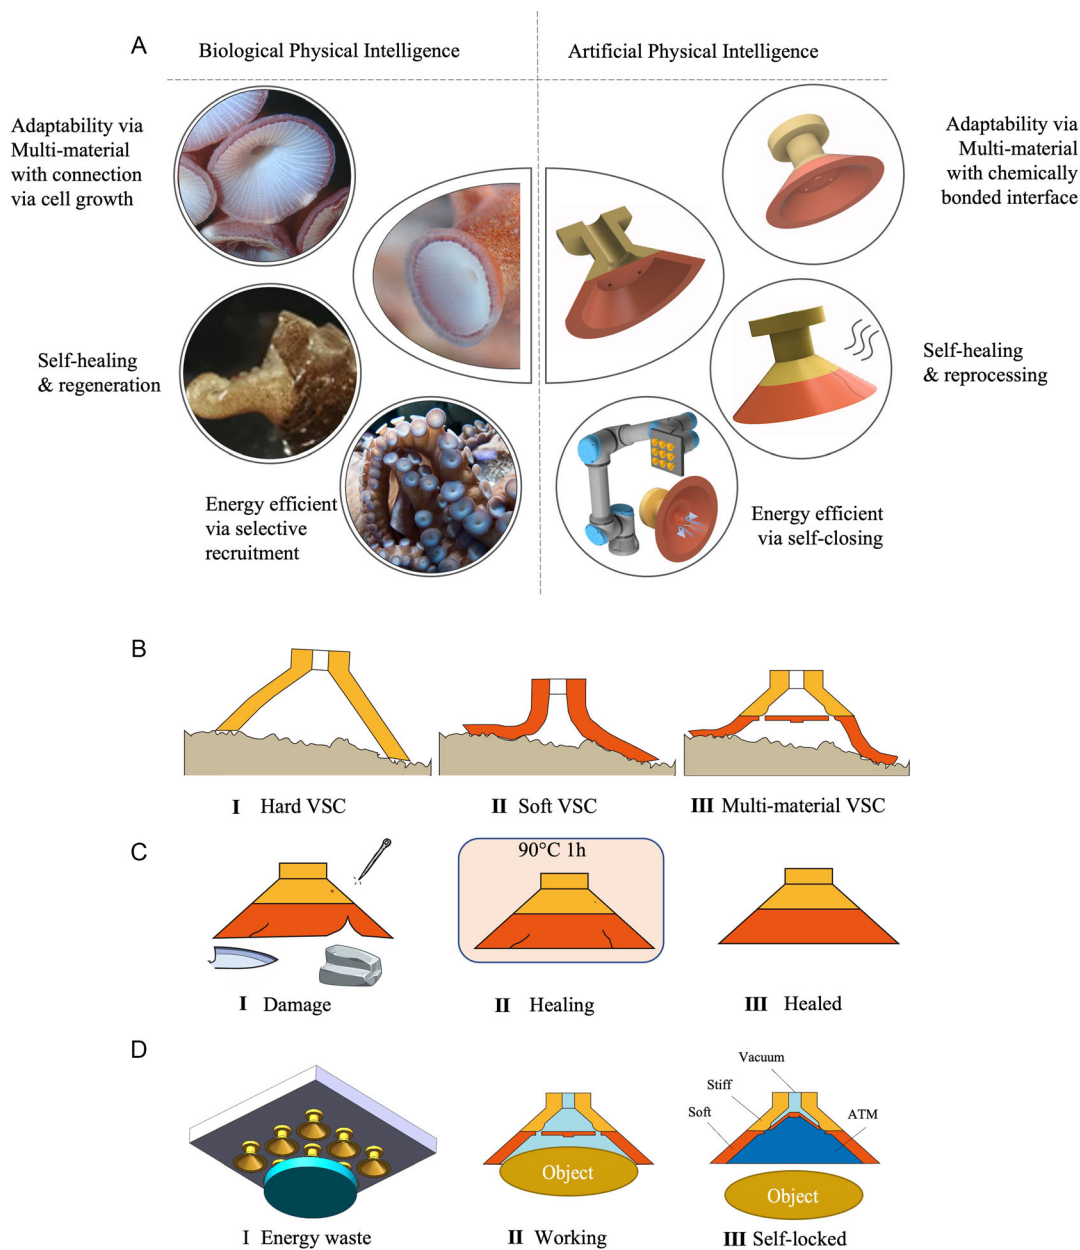 A
Biological Physical Intelligence
Artificial Physical Intelligence
Adaptability via
Multi-material
with connection
via cell growth
Adaptability via
Multi-material
with chemically
bonded interface
Self-healing
& regeneration
Self-healing
& reprocessing
Energy efficient
via selective
recruitment
Energy efficient
via self-closing
B
I Hard VSC
II Soft VSC
III Multi-material VSC
C
90°C 1h
I Damage
II Healing
III Healed
D
Vacuum
Stiff
Soft
ATM
Object
Object
I Energy waste
II Working
III Self-locked